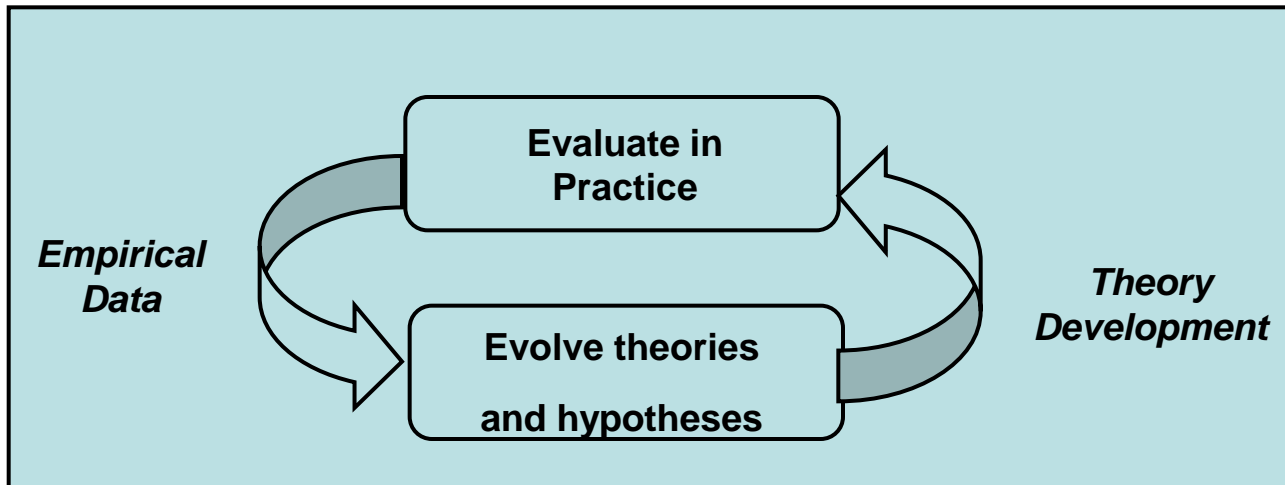 Evaluate in
Practice
Empirical
Data
Theory
Development
Evolve theories
and hypotheses